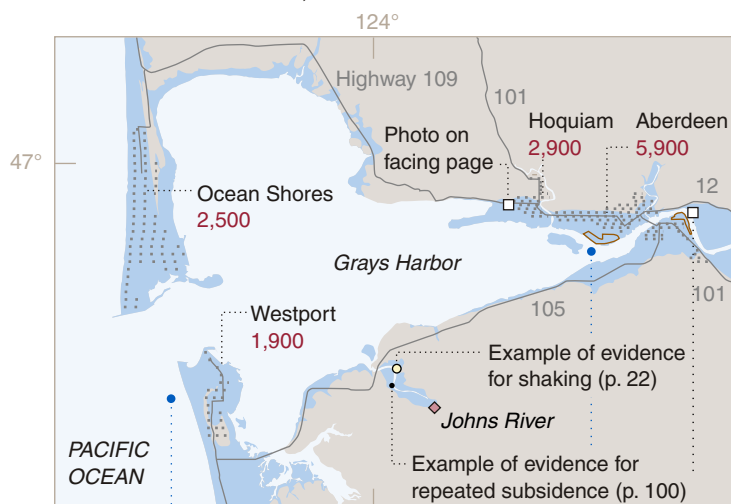 124°
Highway 109
101
Hoquiam
2,900
Aberdeen
5,900
Photo on
facing page
47°
12
Ocean Shores
2,500
Grays Harbor
101
105
Westport
1,900
Example of evidence
for shaking (p. 22)
Johns River
PACIFIC
OCEAN
Example of evidence for
repeated subsidence (p. 100)